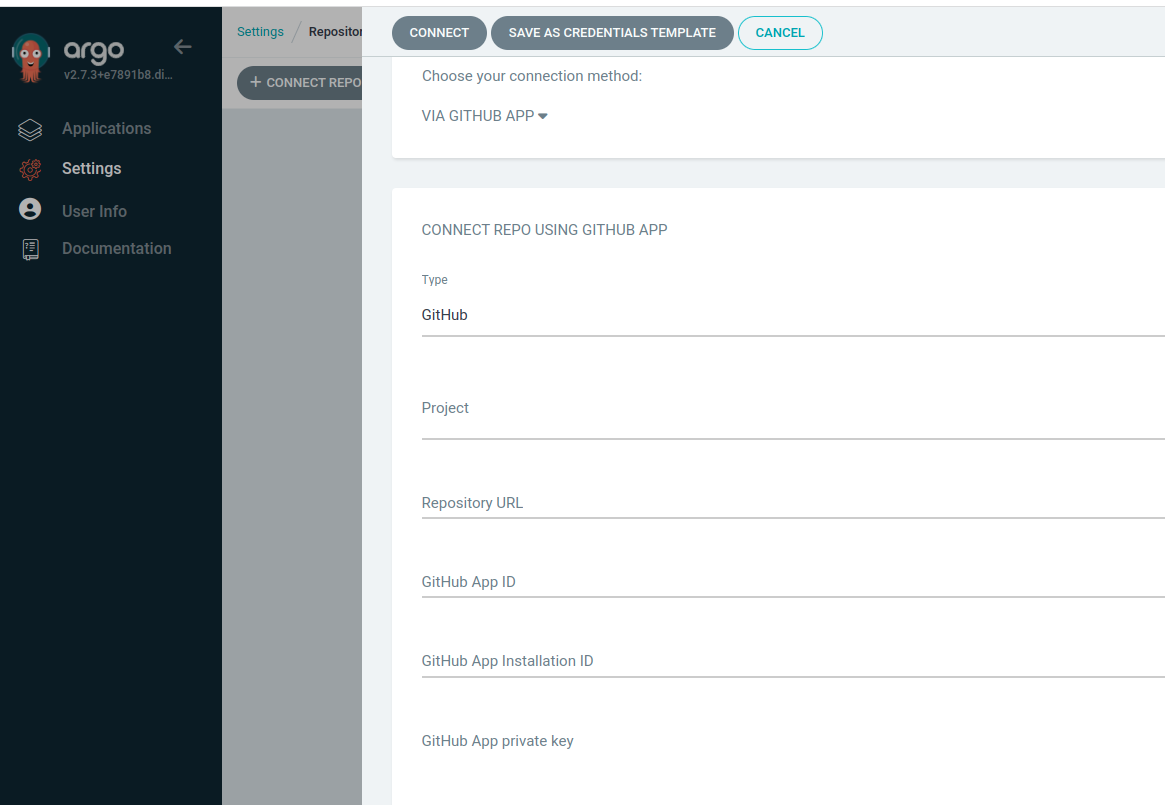 argo
v2.7.3+e7891b8.di...
Applications
Settings
User Info
Documentation
Settings / Repositor
+ CONNECT REPO
CONNECT
SAVE AS CREDENTIALS TEMPLATE
CANCEL
Choose your connection method:
VIA GITHUB APP
CONNECT REPO USING GITHUB APP
Type
GitHub
Project
Repository URL
GitHub App ID
GitHub App Installation ID
GitHub App private key